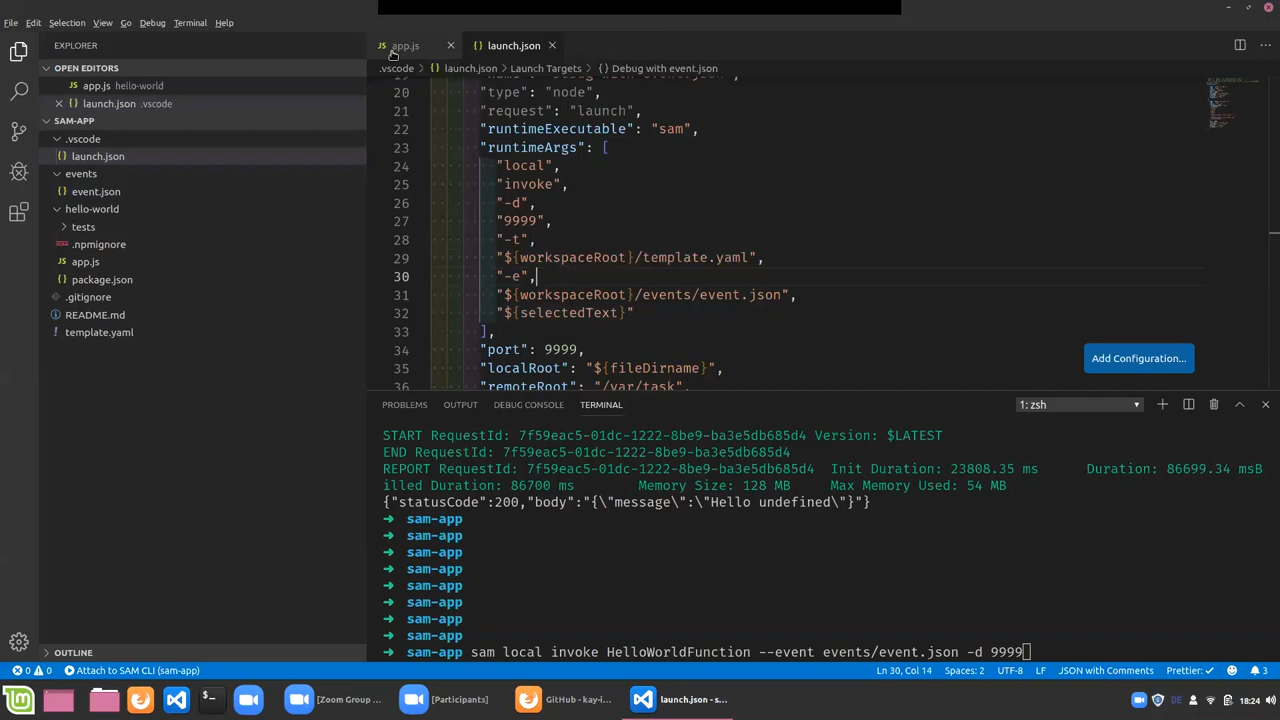 File Edit Selection View Go Debug Terminal Help
EXPLORER
OPEN EDITORS
app.js hello-world
launch.json .vscode
SAM-APP
.vscode
launch.json
events
event.json
hello-world
tests
.npmignore
app.js
package.json
.gitignore
README.md
template.yaml
OUTLINE
JS app.js
launch.json
.vscode launch.json Launch Targets {} Debug with event.json
20 "type": "node",
21 "request": "launch",
22 "runtimeExecutable": "sam",
23 "runtimeArgs": [
24 "local",
25 "invoke",
26 "-d",
27 "9999",
28 "-t",
29 "${workspaceRoot}/template.yaml",
30 "-e",
31 "${workspaceRoot}/events/event.json",
32 "${selectedText}"
33 ],
34 "port": 9999,
35 "localRoot": "${fileDirname}",
36 "remoteRoot": "/var/task",
Add Configuration...
PROBLEMS OUTPUT DEBUG CONSOLE TERMINAL 1: zsh
START RequestId: 7f59eac5-01dc-1222-8be9-ba3e5db685d4 Version: $LATEST
END RequestId: 7f59eac5-01dc-1222-8be9-ba3e5db685d4
REPORT RequestId: 7f59eac5-01dc-1222-8be9-ba3e5db685d4 Init Duration: 23808.35 ms Duration: 86699.34 msB
illed Duration: 86700 ms Memory Size: 128 MB Max Memory Used: 54 MB
{"statusCode":200,"body":"{\"message\":\"Hello undefined\"}"}
➜ sam-app
➜ sam-app
➜ sam-app
➜ sam-app
➜ sam-app
➜ sam-app
➜ sam-app
➜ sam-app
➜ sam-app sam local invoke HelloWorldFunction --event events/event.json -d 9999
0 0 Attach to SAM CLI (sam-app) Ln 30, Col 14 Spaces: 2 UTF-8 LF JSON with Comments Prettier: ✓ 3
[Zoom Group ... [Participants] GitHub - kay-i... launch.json - s... DE 18:24